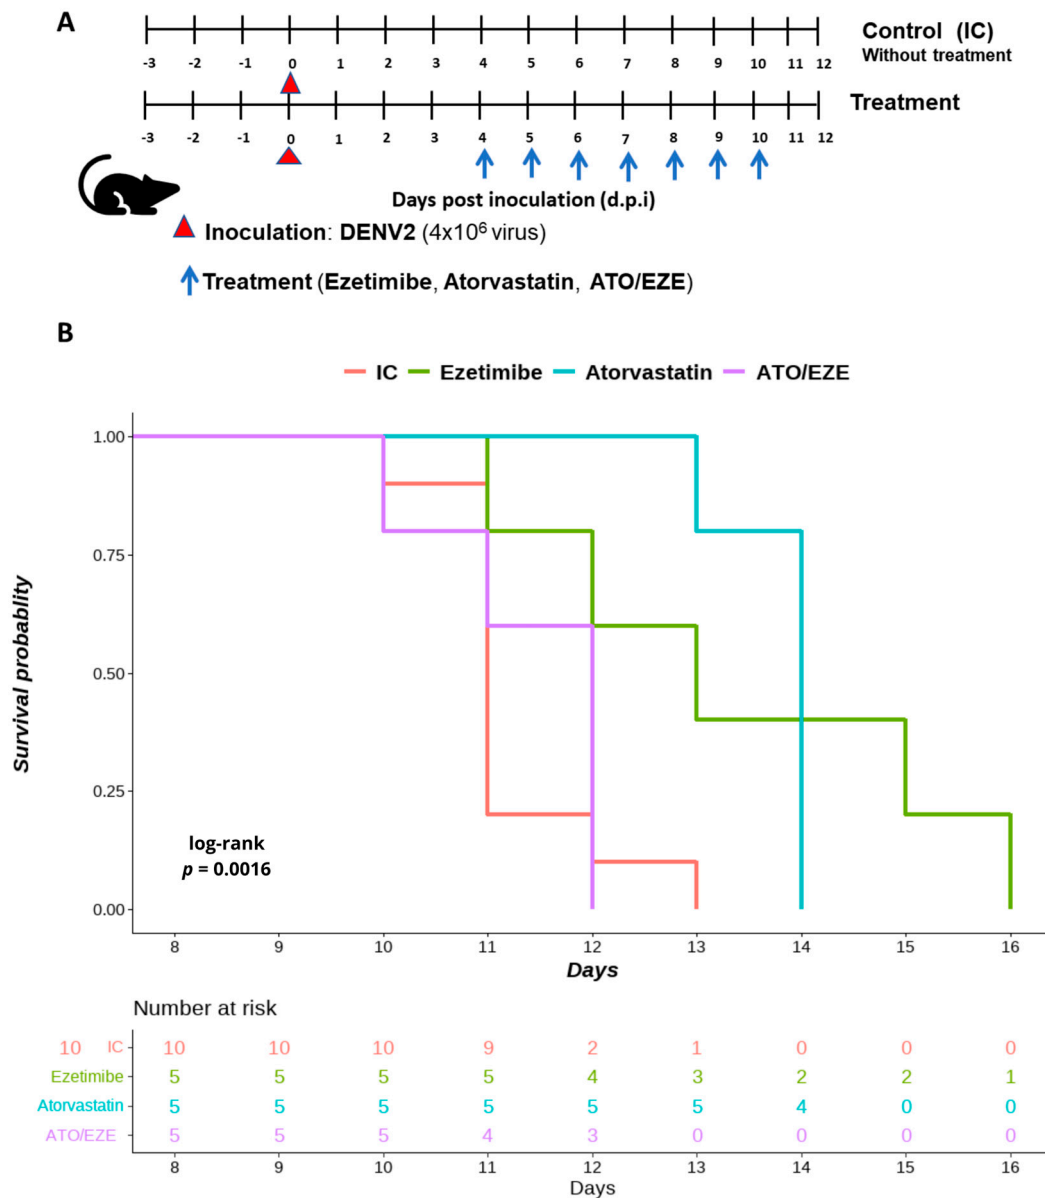 A
Control (IC)
Without treatment
-3 -2 -1 0 1 2 3 4 5 6 7 8 9 10 11 12
Treatment
-3 -2 -1 0 1 2 3 4 5 6 7 8 9 10 11 12
Days post inoculation (d.p.i)
Inoculation: DENV2 (4x10⁶ virus)
Treatment (Ezetimibe, Atorvastatin, ATO/EZE)
B
IC Ezetimibe Atorvastatin ATO/EZE
1.00
0.75
0.50
0.25
0.00
Survival probablity
log-rank
p = 0.0016
8 9 10 11 12 13 14 15 16
Days
Number at risk
10 IC 10 10 10 9 2 1 0 0 0
Ezetimibe 5 5 5 5 4 3 2 2 1
Atorvastatin 5 5 5 5 5 5 4 0 0
ATO/EZE 5 5 5 4 3 0 0 0 0
8 9 10 11 12 13 14 15 16
Days